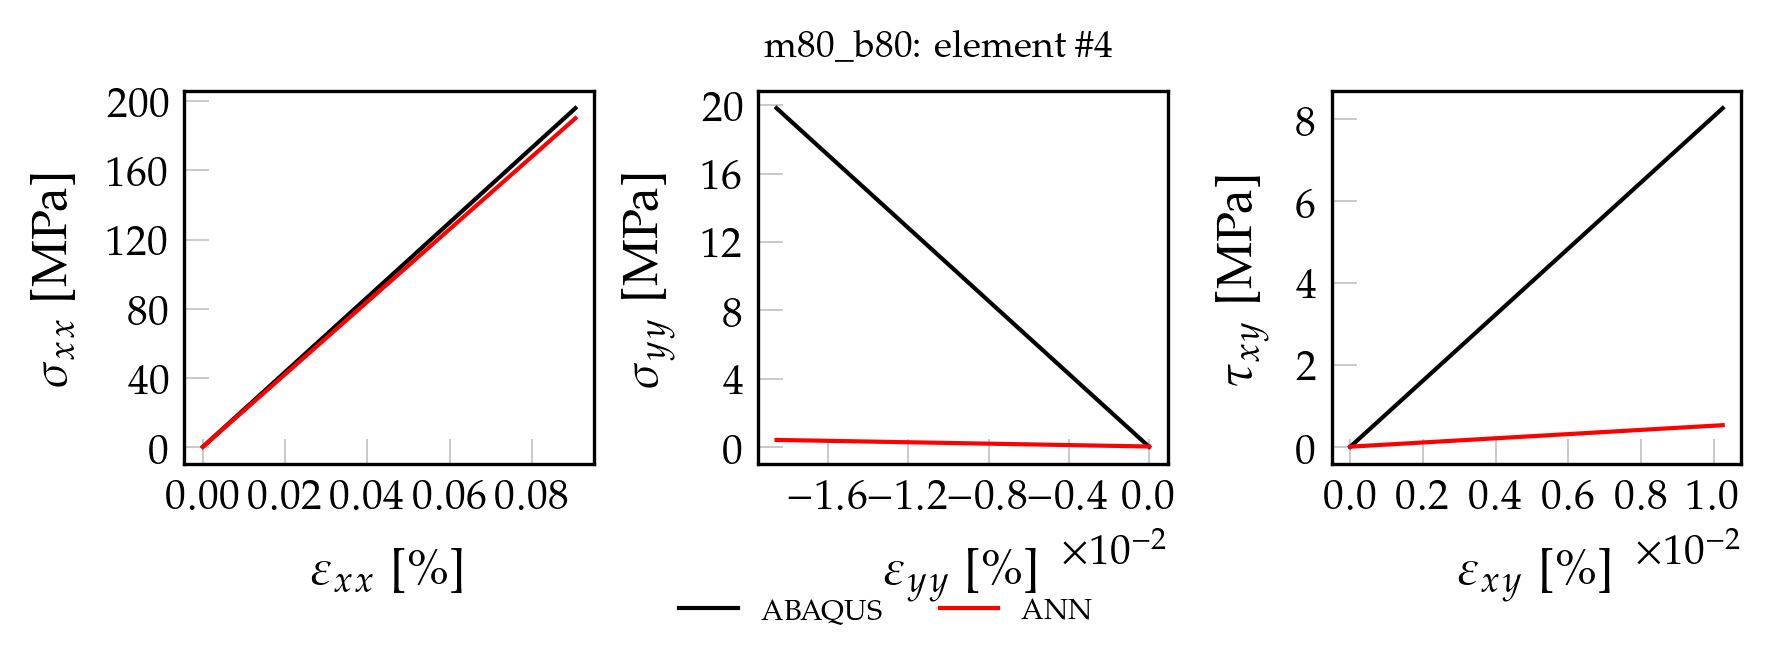 m80_b80: element #4
σxx [MPa]
200
160
120
80
40
0
0.00 0.02 0.04 0.06 0.08
εxx [%]
σyy [MPa]
20
16
12
8
4
0
−1.6 −1.2 −0.8 −0.4 0.0
×10−2
εyy [%]
τxy [MPa]
8
6
4
2
0
0.0 0.2 0.4 0.6 0.8 1.0
×10−2
εxy [%]
ABAQUS ANN